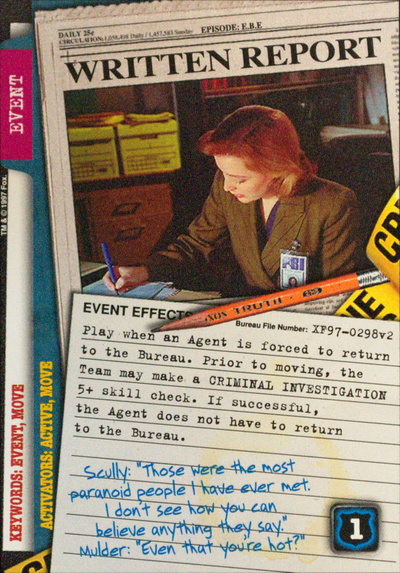 DAILY 25¢
CIRCULATION: 1,058,498 Daily / 1,457,583 Sunday
EPISODE: E.B.E
WRITTEN REPORT
EVENT
TM & © 1997 Fox.
KEYWORDS: EVENT, MOVE
ACTIVATORS: ACTIVE, MOVE
FBI
EVENT EFFECTS
TRUTH
Bureau File Number: XF97-0298v2
Play when an Agent is forced to return
to the Bureau. Prior to moving, the
Team may make a CRIMINAL INVESTIGATION
5+ skill check. If successful,
the Agent does not have to return
to the Bureau.
Scully: "Those were the most
paranoid people I have ever met.
I don't see how you can
believe anything they say."
Mulder: "Even that you're hot?"
1